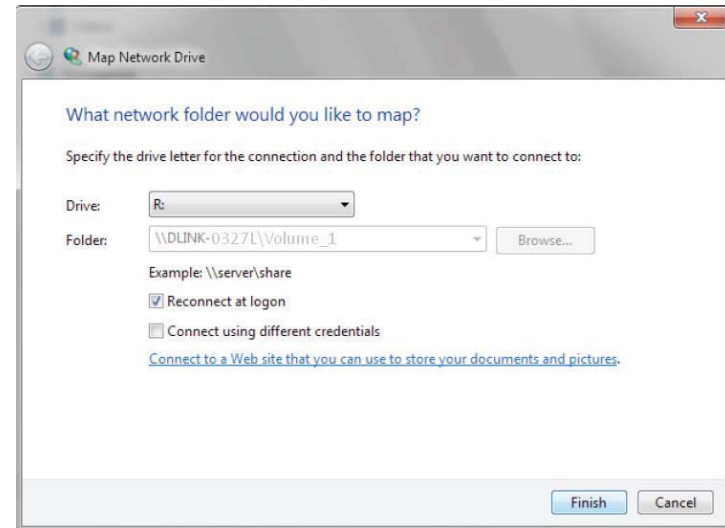 Map Network Drive
What network folder would you like to map?
Specify the drive letter for the connection and the folder that you want to connect to:
Drive: R:
Folder: \\DLINK-0327L\Volume_1 Browse...
Example: \\server\share
Reconnect at logon
Connect using different credentials
Connect to a Web site that you can use to store your documents and pictures.
Finish Cancel